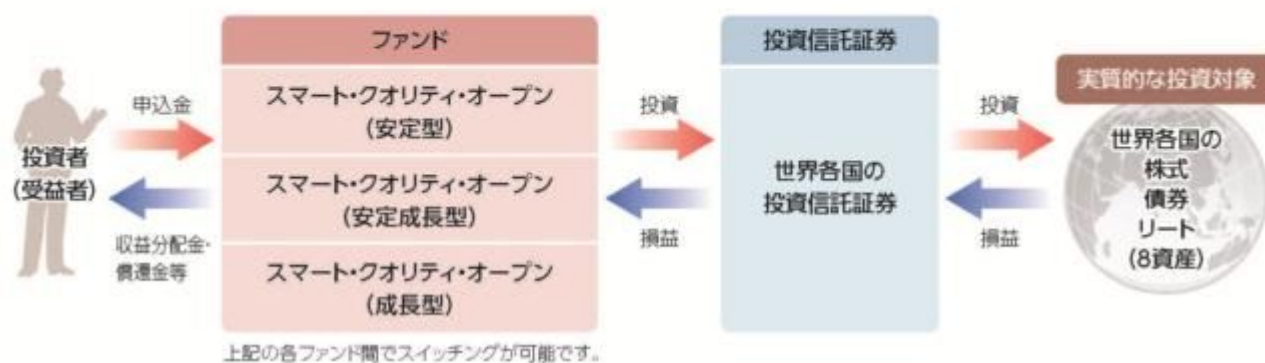 投資者
(受益者)
申込金
収益分配金・
償還金等
ファンド
スマート・クオリティ・オープン
(安定型)
スマート・クオリティ・オープン
(安定成長型)
スマート・クオリティ・オープン
(成長型)
上記の各ファンド間でスイッチングが可能です。
投資
損益
投資信託証券
世界各国の
投資信託証券
投資
損益
実質的な投資対象
世界各国の
株式
債券
リート
(8資産)